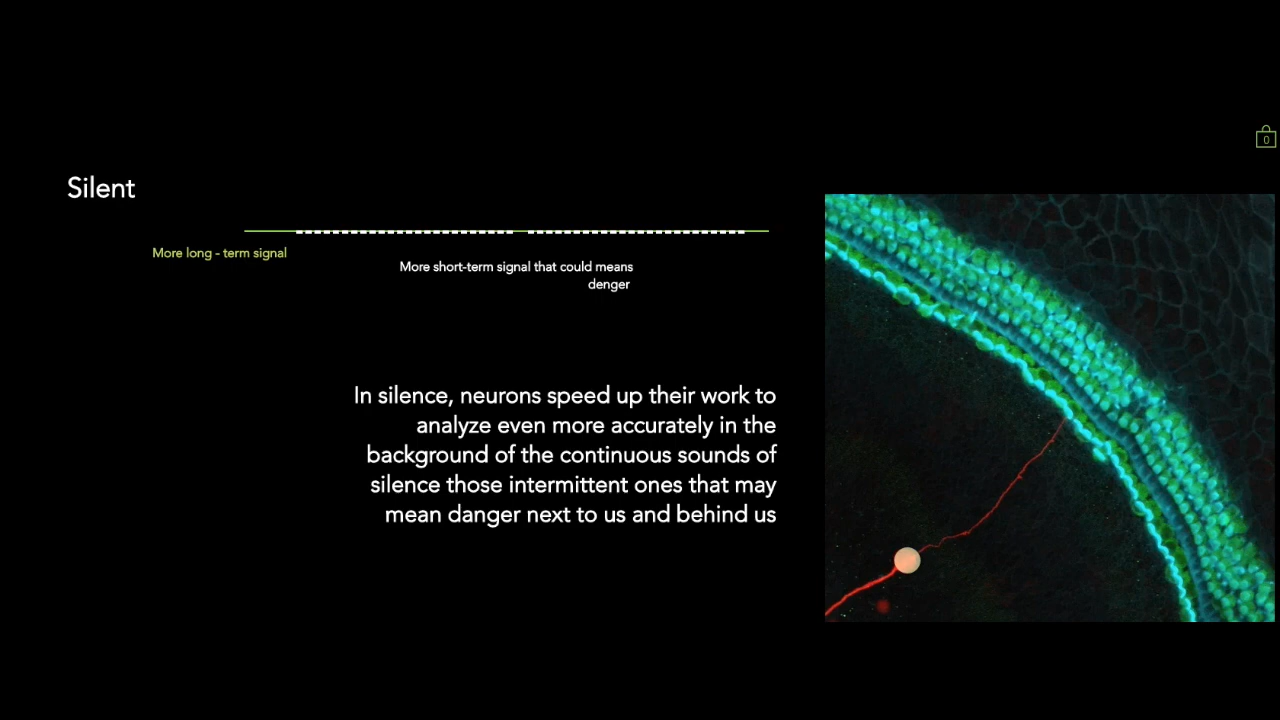 0
Silent
More long - term signal
More short-term signal that could means
denger
In silence, neurons speed up their work to
analyze even more accurately in the
background of the continuous sounds of
silence those intermittent ones that may
mean danger next to us and behind us